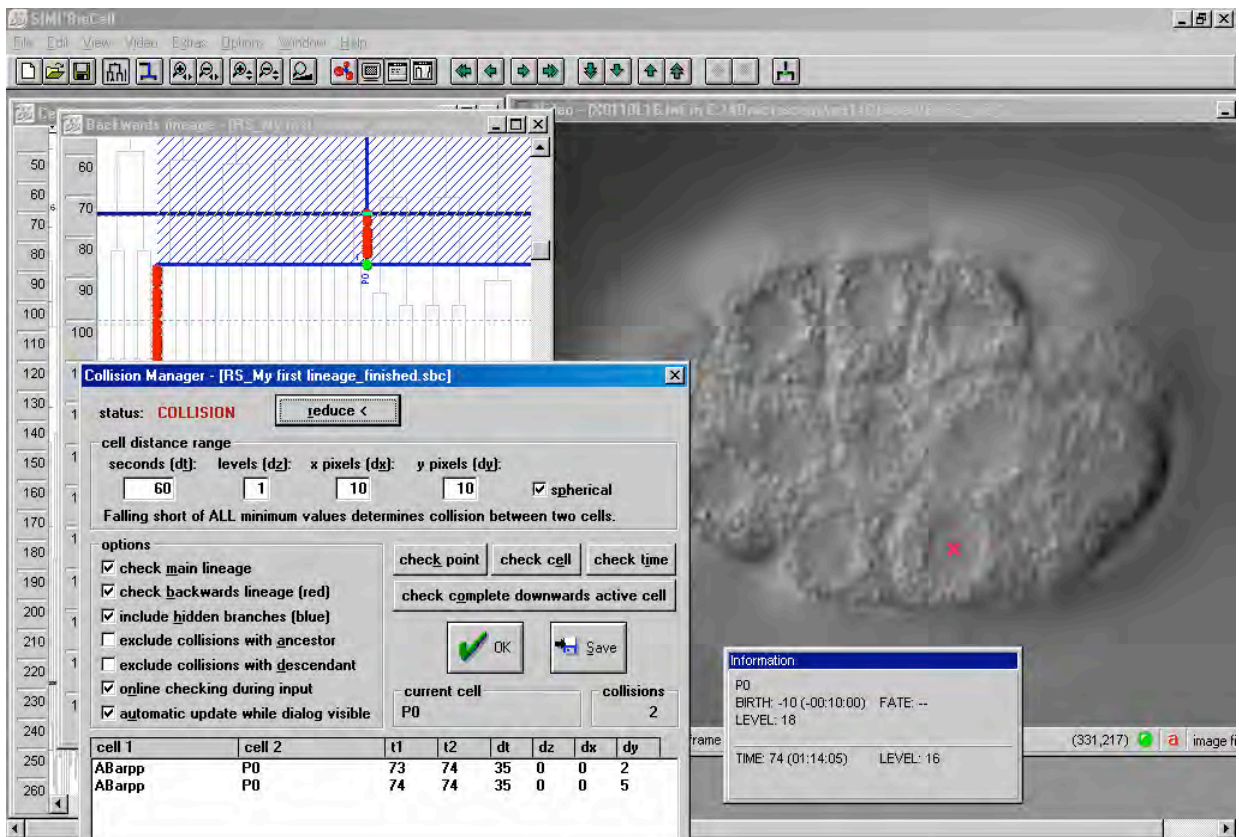 SIMI°BioCell
File Edit View Video Extras Options Window Help
Backwards lineage - [RS_My first
50
60
70
80
90
100
110
120
130
140
150
160
170
180
190
200
210
220
230
240
250
260
60
70
80
90
100
P0
Collision Manager - [RS_My first lineage_finished.sbc]
status: COLLISION reduce <
cell distance range
seconds (dt): levels (dz): x pixels (dx): y pixels (dy):
60 1 10 10 spherical
Falling short of ALL minimum values determines collision between two cells.
options
check main lineage
check backwards lineage (red)
include hidden branches (blue)
exclude collisions with ancestor
exclude collisions with descendant
online checking during input
automatic update while dialog visible
check point check cell check time
check complete downwards active cell
OK Save
current cell
P0
collisions
2
cell 1 cell 2 t1 t2 dt dz dx dy
ABarpp P0 73 74 35 0 0 2
ABarpp P0 74 74 35 0 0 5
Information
P0
BIRTH: -10 (-00:10:00) FATE: --
LEVEL: 18
TIME: 74 (01:14:05) LEVEL: 16
frame (331,217) a image fi